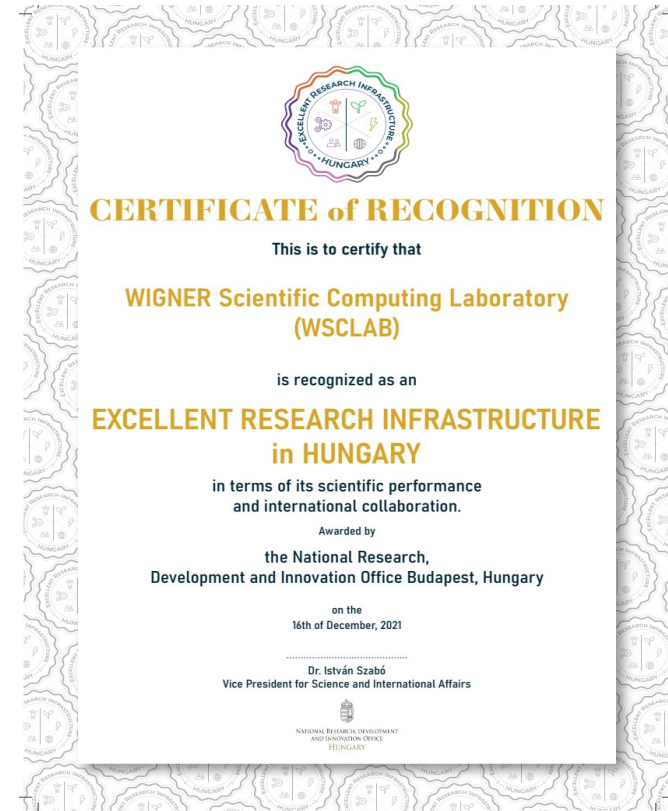 EXCELLENT RESEARCH INFRASTRUCTURE
HUNGARY
CERTIFICATE of RECOGNITION
This is to certify that
WIGNER Scientific Computing Laboratory
(WSCLAB)
is recognized as an
EXCELLENT RESEARCH INFRASTRUCTURE
in HUNGARY
in terms of its scientific performance
and international collaboration.
Awarded by
the National Research,
Development and Innovation Office Budapest, Hungary
on the
16th of December, 2021
Dr. István Szabó
Vice President for Science and International Affairs
NATIONAL RESEARCH, DEVELOPMENT
AND INNOVATION OFFICE
HUNGARY